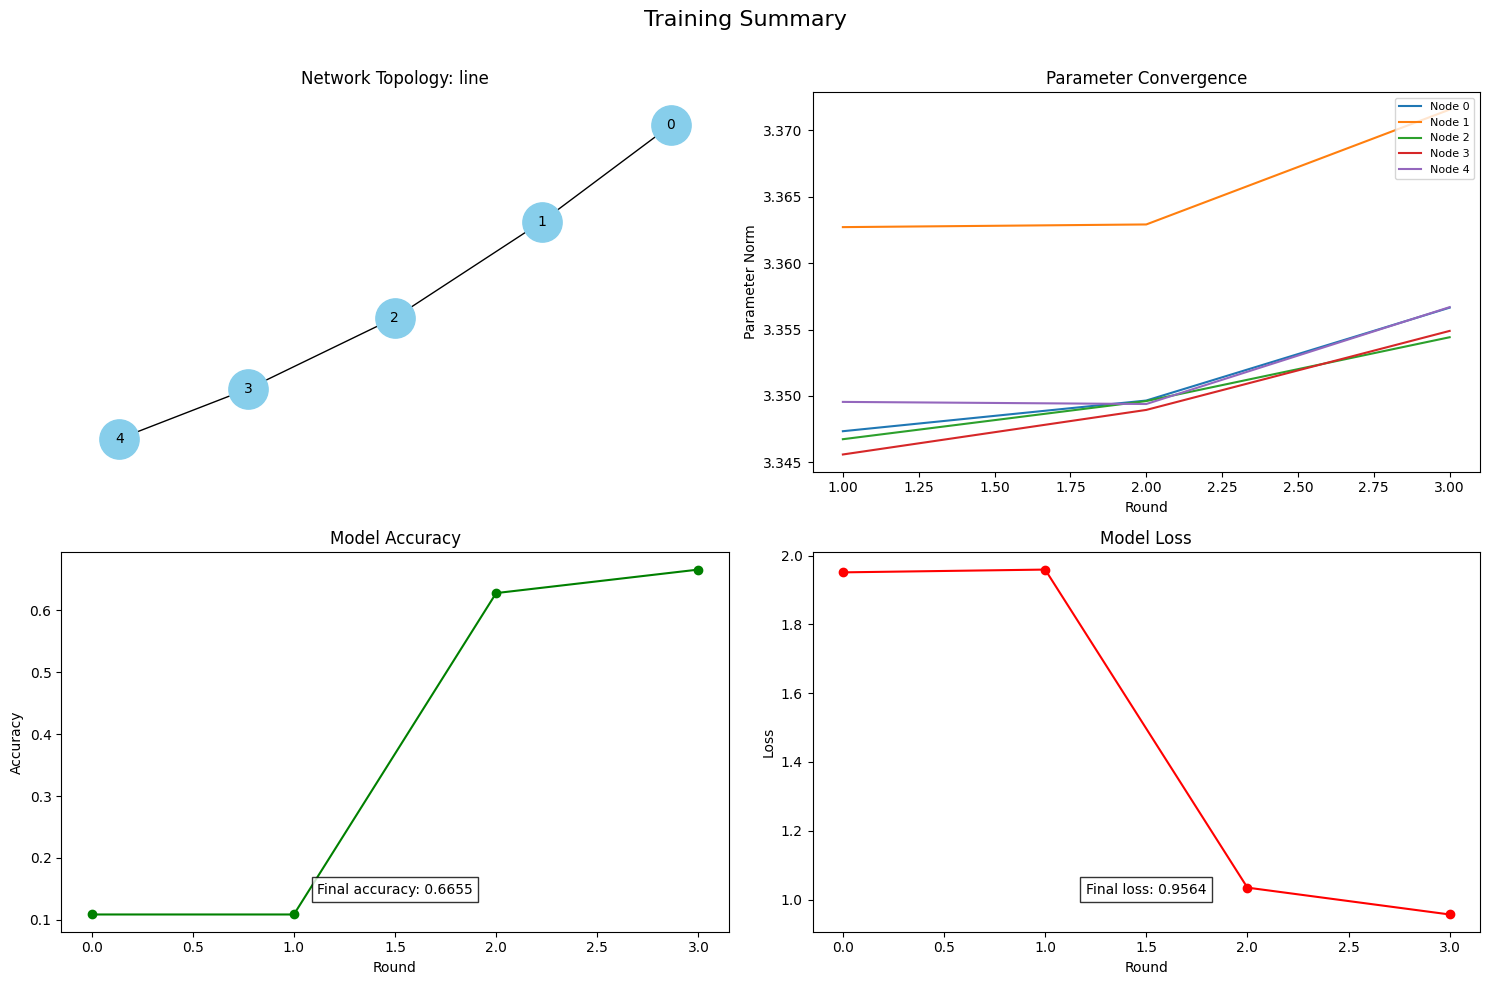 Training Summary
Network Topology: line
0
1
2
3
4
Parameter Convergence
Parameter Norm
3.370
3.365
3.360
3.355
3.350
3.345
Node 0
Node 1
Node 2
Node 3
Node 4
1.00 1.25 1.50 1.75 2.00 2.25 2.50 2.75 3.00
Round
Model Accuracy
Accuracy
0.6
0.5
0.4
0.3
0.2
0.1
Final accuracy: 0.6655
0.0 0.5 1.0 1.5 2.0 2.5 3.0
Round
Model Loss
Loss
2.0
1.8
1.6
1.4
1.2
1.0
Final loss: 0.9564
0.0 0.5 1.0 1.5 2.0 2.5 3.0
Round